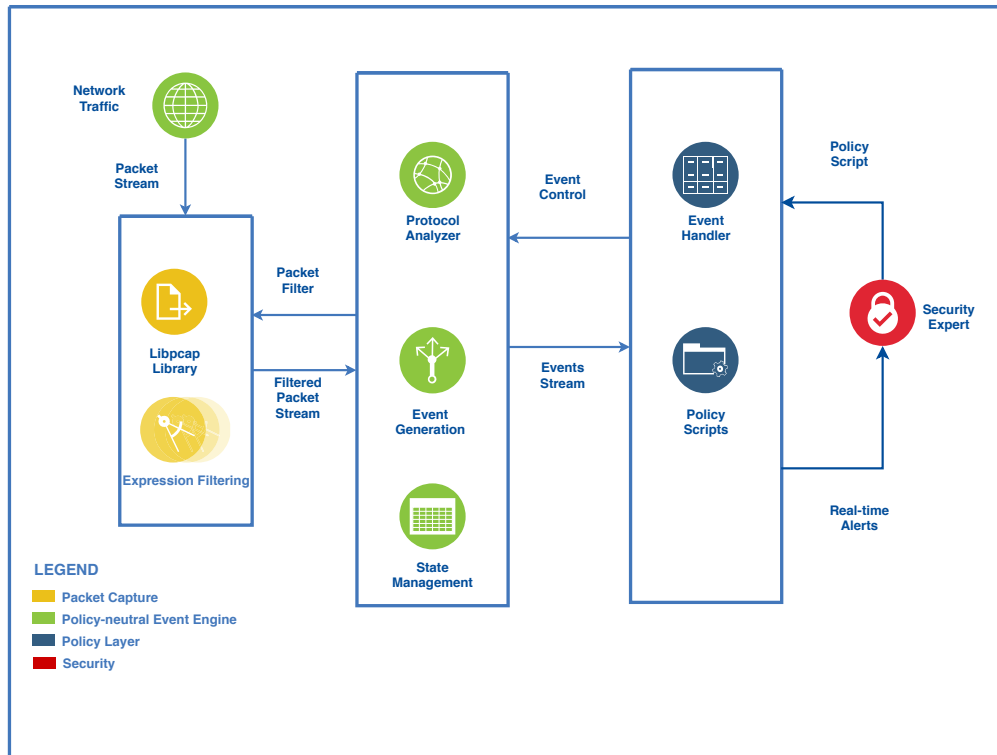 Network
Traffic
Packet
Stream
Libpcap
Library
Expression Filtering
Packet
Filter
Filtered
Packet
Stream
Protocol
Analyzer
Event
Generation
State
Management
Event
Control
Events
Stream
Event
Handler
Policy
Scripts
Policy
Script
Security
Expert
Real-time
Alerts
LEGEND
Packet Capture
Policy-neutral Event Engine
Policy Layer
Security